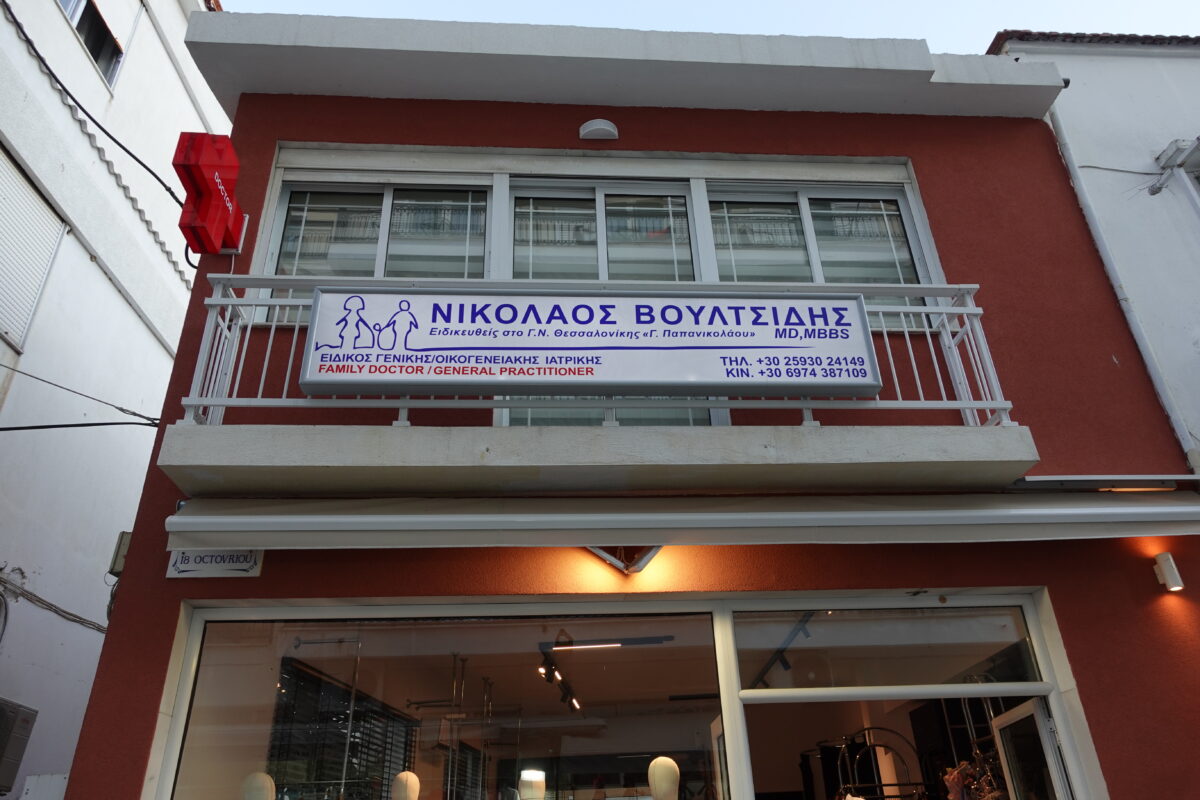 DOCTOR
ΝΙΚΟΛΑΟΣ ΒΟΥΛΤΣΙΔΗΣ
Ειδικευθείς στο Γ.Ν. Θεσσαλονίκης «Γ. Παπανικολάου» MD,MBBS
ΕΙΔΙΚΟΣ ΓΕΝΙΚΗΣ/ΟΙΚΟΓΕΝΕΙΑΚΗΣ ΙΑΤΡΙΚΗΣ
FAMILY DOCTOR / GENERAL PRACTITIONER
ΤΗΛ. +30 25930 24149
ΚΙΝ. +30 6974 387109
18 OCTOVRIOU